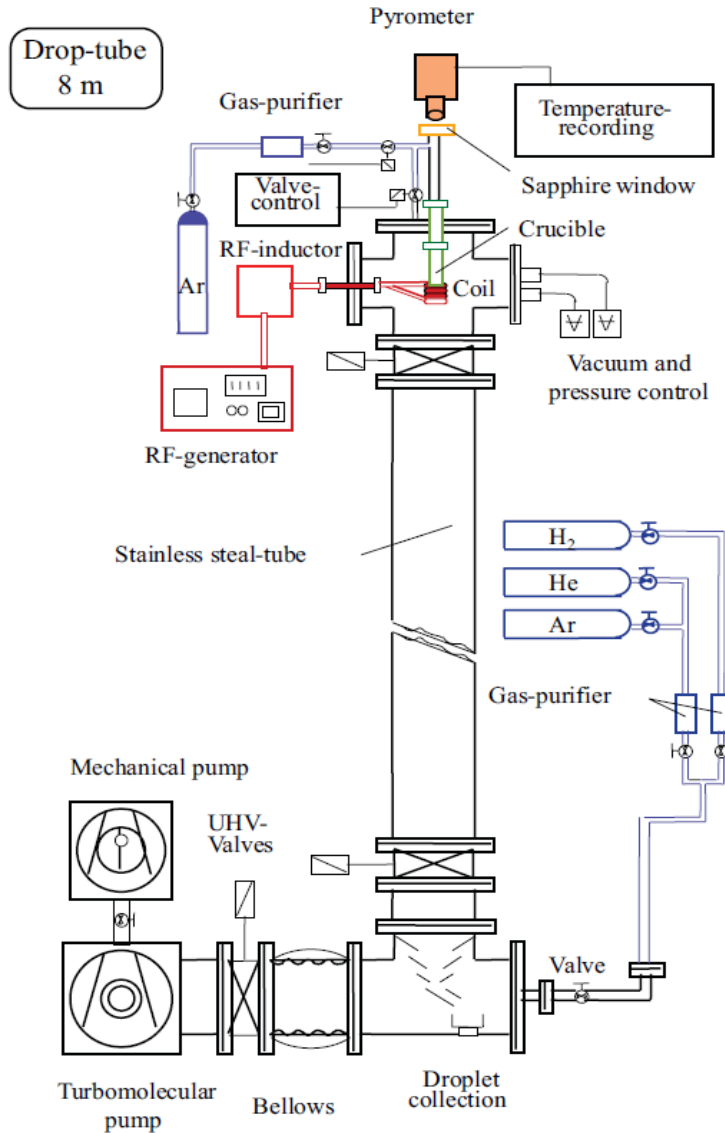 Pyrometer
Drop-tube
8 m
Gas-purifier
Temperature-
recording
Sapphire window
Valve-
control
Crucible
RF-inductor
Ar
Coil
Vacuum and
pressure control
RF-generator
Stainless steal-tube
H₂
He
Ar
Gas-purifier
Mechanical pump
UHV-
Valves
Valve
Turbomolecular
pump
Bellows
Droplet
collection